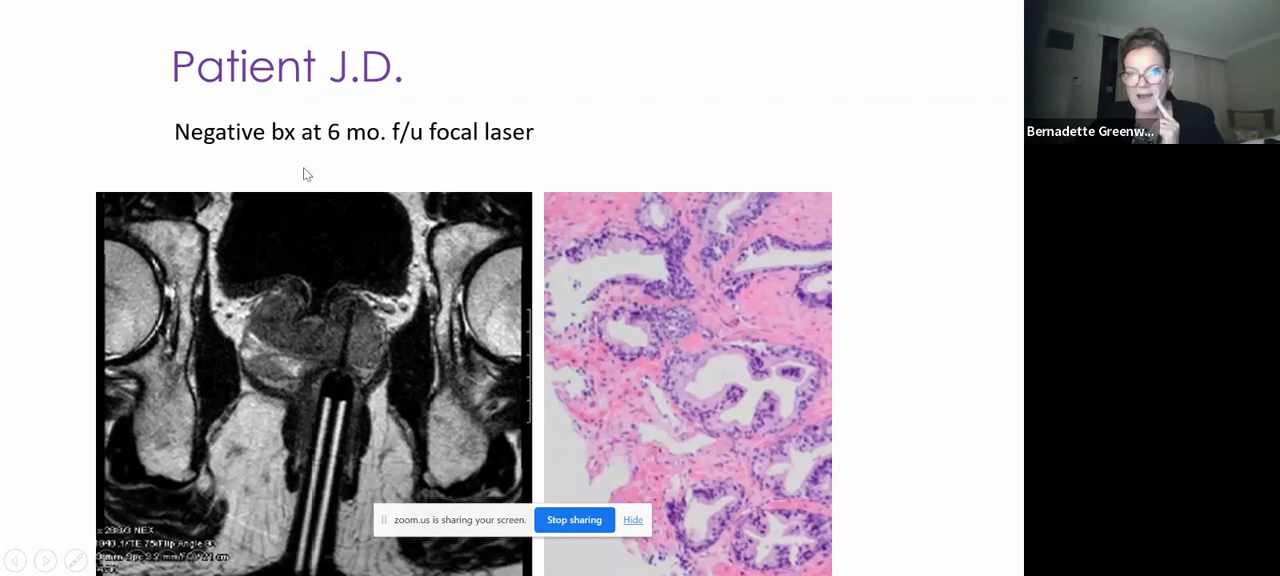 Patient J.D.
Negative bx at 6 mo. f/u focal laser
Bernadette Greenw...
zoom.us is sharing your screen.
Stop sharing
Hide